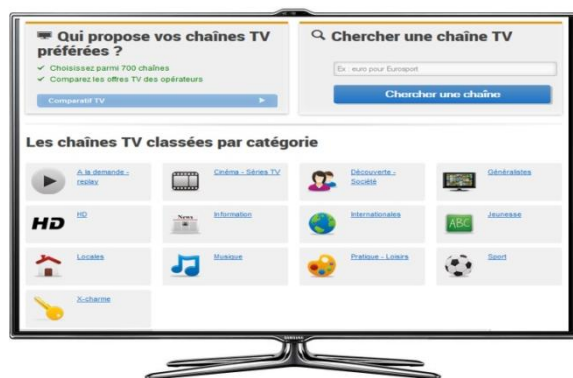 Qui propose vos chaînes TV
préférées ?
Choisissez parmi 700 chaînes
Comparez les offres TV des opérateurs
Comparatif TV
Chercher une chaîne TV
Ex : euro pour Eurosport
Chercher une chaîne
Les chaînes TV classées par catégorie
A la demande -
replay
Cinéma - Séries TV
Découverte -
Société
Généralistes
HD
HD
News
Information
Internationales
ABC
Jeunesse
Locales
Musique
Pratique - Loisirs
Sport
X-charme
SAMSUNG